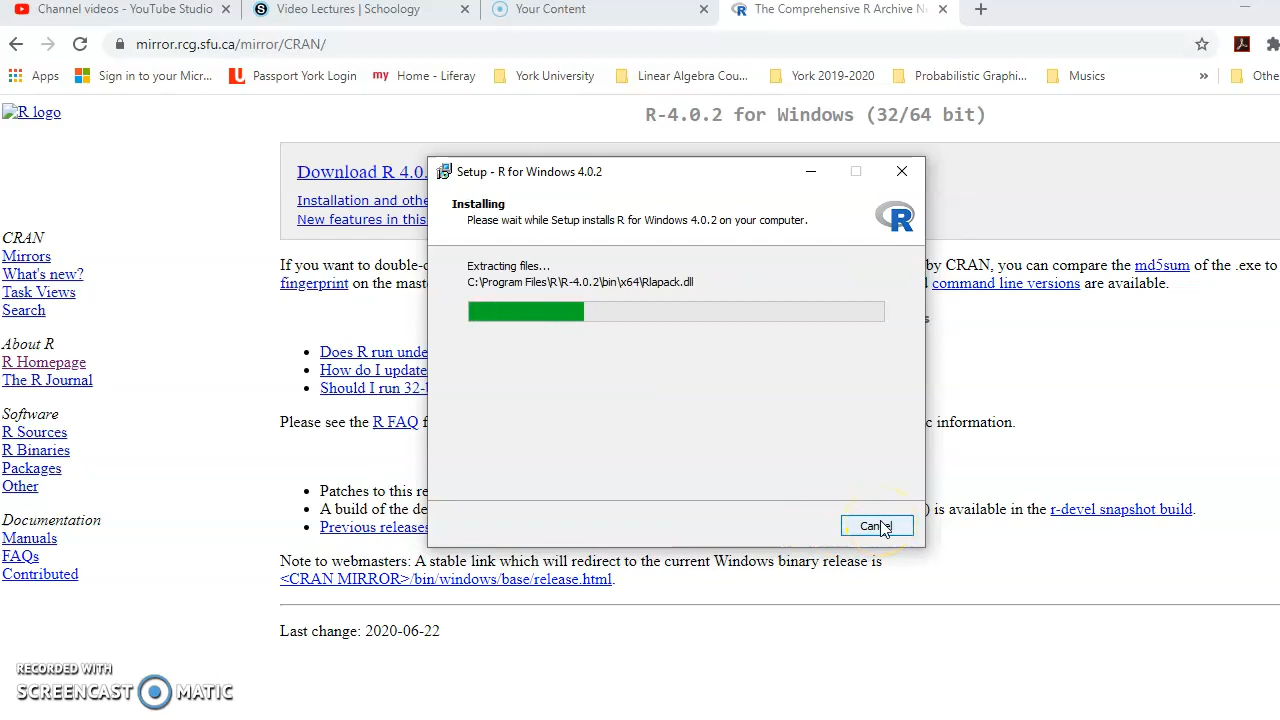 Channel videos - YouTube Studio
Video Lectures | Schoology
Your Content
The Comprehensive R Archive Ne
mirror.rcg.sfu.ca/mirror/CRAN/
Apps
Sign in to your Micr...
Passport York Login
my Home - Liferay
York University
Linear Algebra Cou...
York 2019-2020
Probabilistic Graphi...
Musics
»
Othe
R logo
R-4.0.2 for Windows (32/64 bit)
Download R 4.0.
Installation and othe
New features in this
Setup - R for Windows 4.0.2
Installing
Please wait while Setup installs R for Windows 4.0.2 on your computer.
R
Extracting files...
C:\Program Files\R\R-4.0.2\bin\x64\Rlapack.dll
Cancel
CRAN
Mirrors
What's new?
Task Views
Search
About R
R Homepage
The R Journal
Software
R Sources
R Binaries
Packages
Other
Documentation
Manuals
FAQs
Contributed
If you want to double-c by CRAN, you can compare the md5sum of the .exe to
fingerprint on the mast command line versions are available.
s
Does R run unde
How do I update
Should I run 32-b
Please see the R FAQ f c information.
Patches to this re
A build of the de ) is available in the r-devel snapshot build.
Previous releases
Note to webmasters: A stable link which will redirect to the current Windows binary release is
<CRAN MIRROR>/bin/windows/base/release.html.
Last change: 2020-06-22
RECORDED WITH
SCREENCAST MATIC